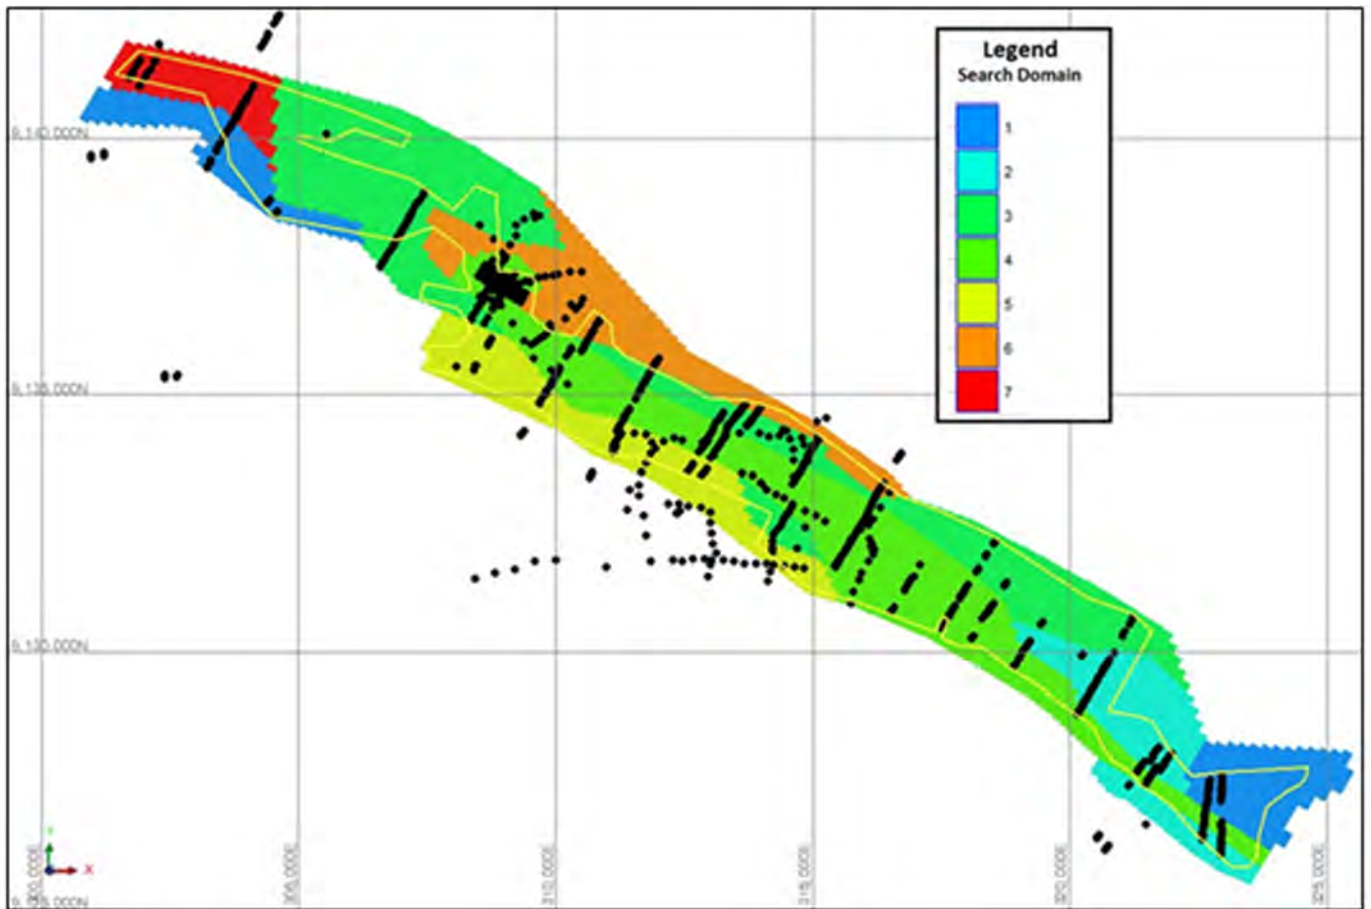 Legend
Search Domain
1
2
3
4
5
6
7
9,140,000N
9,135,000N
9,130,000N
X
305,000E
310,000E
315,000E
320,000E
325,000E